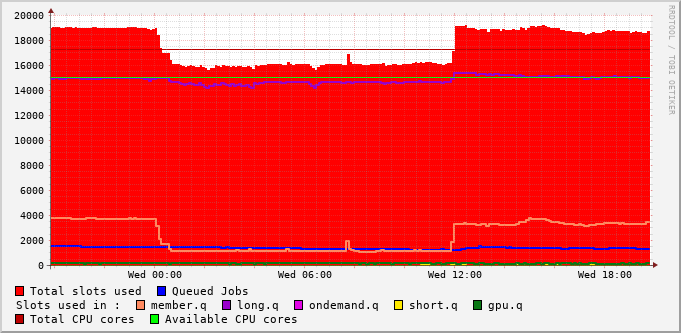 20000
18000
16000
14000
12000
10000
8000
6000
4000
2000
0
Wed 00:00 Wed 06:00 Wed 12:00 Wed 18:00
Total slots used Queued Jobs
Slots used in : member.q long.q ondemand.q short.q gpu.q
Total CPU cores Available CPU cores
RRDTOOL / TOBI OETIKER